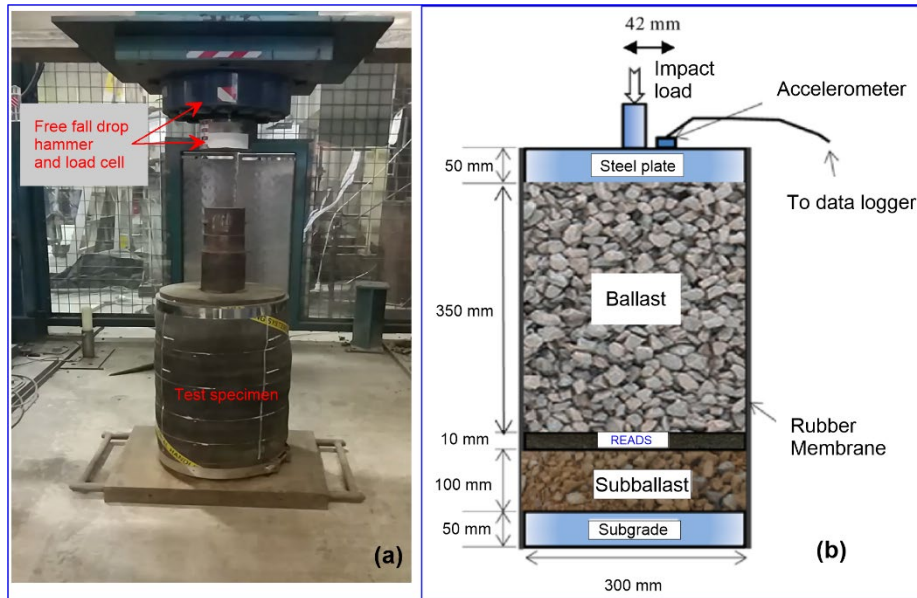 Free fall drop
hammer
and load cell
Test specimen
(a)
42 mm
Impact
load
Accelerometer
50 mm
Steel plate
To data logger
350 mm
Ballast
10 mm
READS
Rubber
Membrane
100 mm
Subballast
50 mm
Subgrade
(b)
300 mm